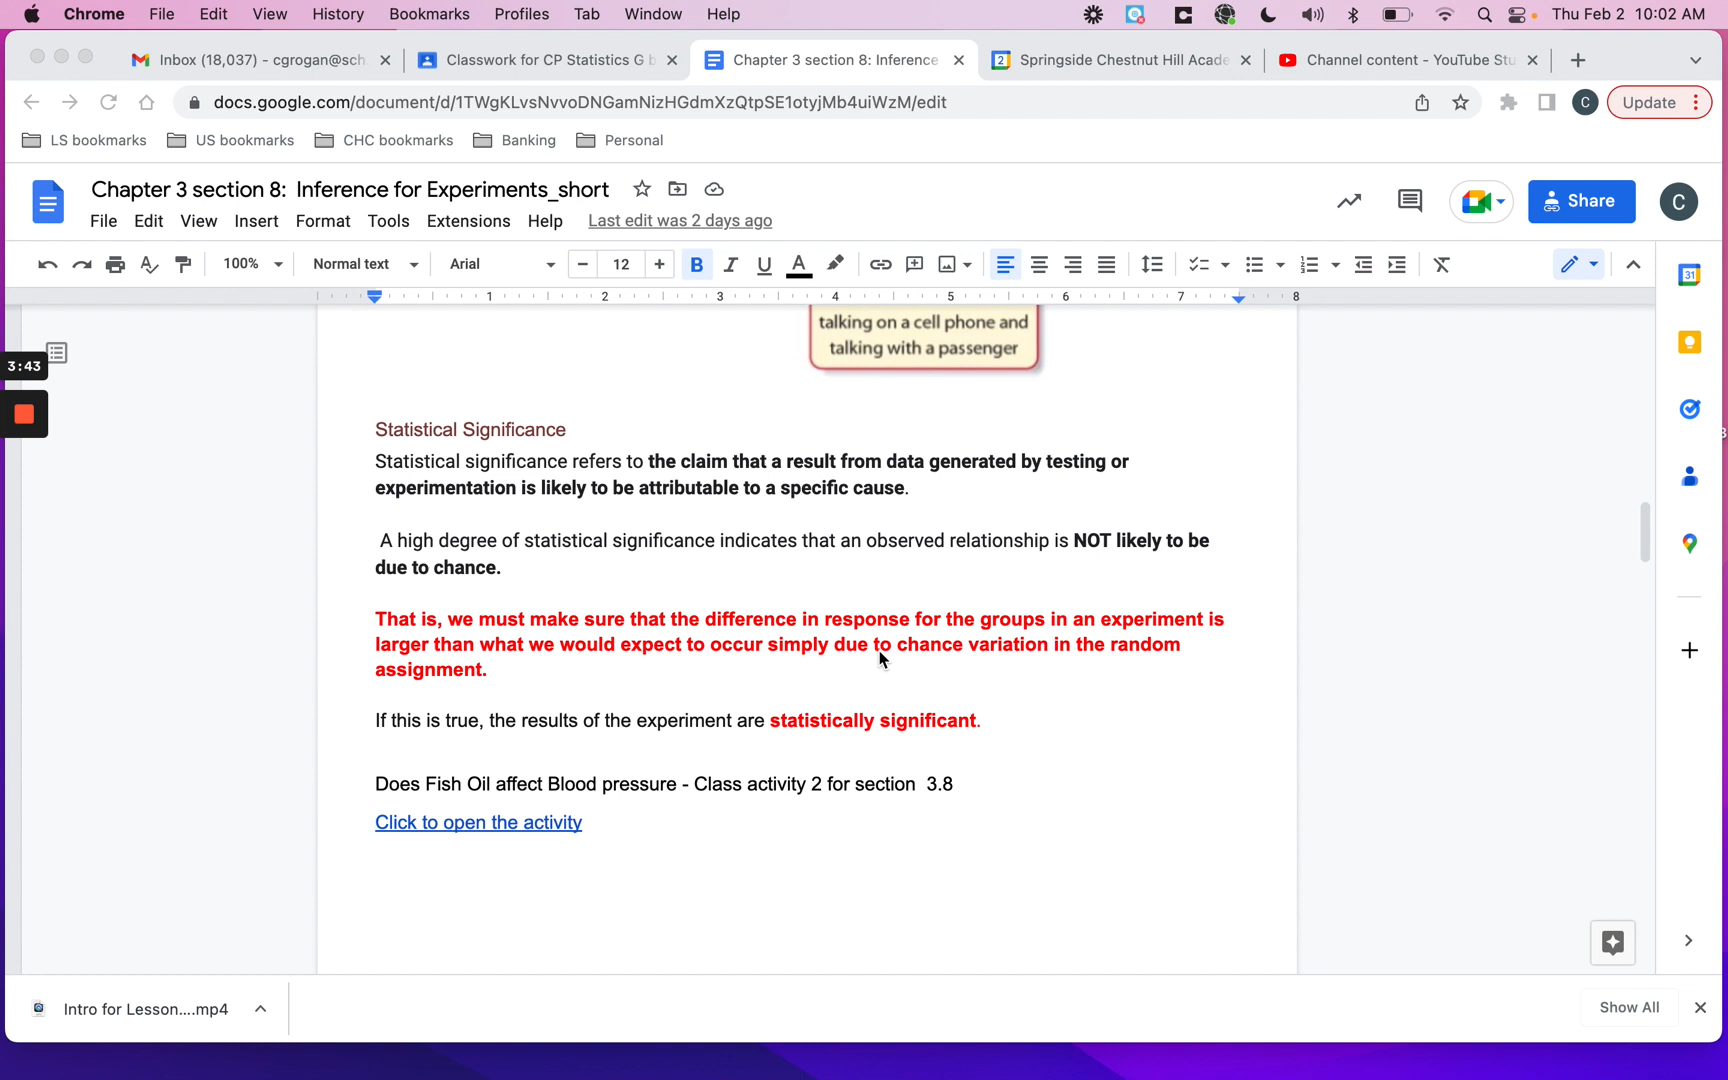 Chrome File Edit View History Bookmarks Profiles Tab Window Help Thu Feb 2 10:02 AM
Inbox (18,037) - cgrogan@sch Classwork for CP Statistics G b Chapter 3 section 8: Inference Springside Chestnut Hill Acade Channel content - YouTube Stu
docs.google.com/document/d/1TWgKLvsNvvoDNGamNizHGdmXzQtpSE1otyjMb4uiWzM/edit C Update
LS bookmarks US bookmarks CHC bookmarks Banking Personal
Chapter 3 section 8: Inference for Experiments_short
Share C
File Edit View Insert Format Tools Extensions Help Last edit was 2 days ago
100% Normal text Arial 12 B I U A
1 2 3 4 5 6 7 8
31
talking on a cell phone and
talking with a passenger
3:43
Statistical Significance
Statistical significance refers to the claim that a result from data generated by testing or
experimentation is likely to be attributable to a specific cause.
A high degree of statistical significance indicates that an observed relationship is NOT likely to be
due to chance.
That is, we must make sure that the difference in response for the groups in an experiment is
larger than what we would expect to occur simply due to chance variation in the random
assignment.
If this is true, the results of the experiment are statistically significant.
Does Fish Oil affect Blood pressure - Class activity 2 for section 3.8
Click to open the activity
Intro for Lesson....mp4 Show All